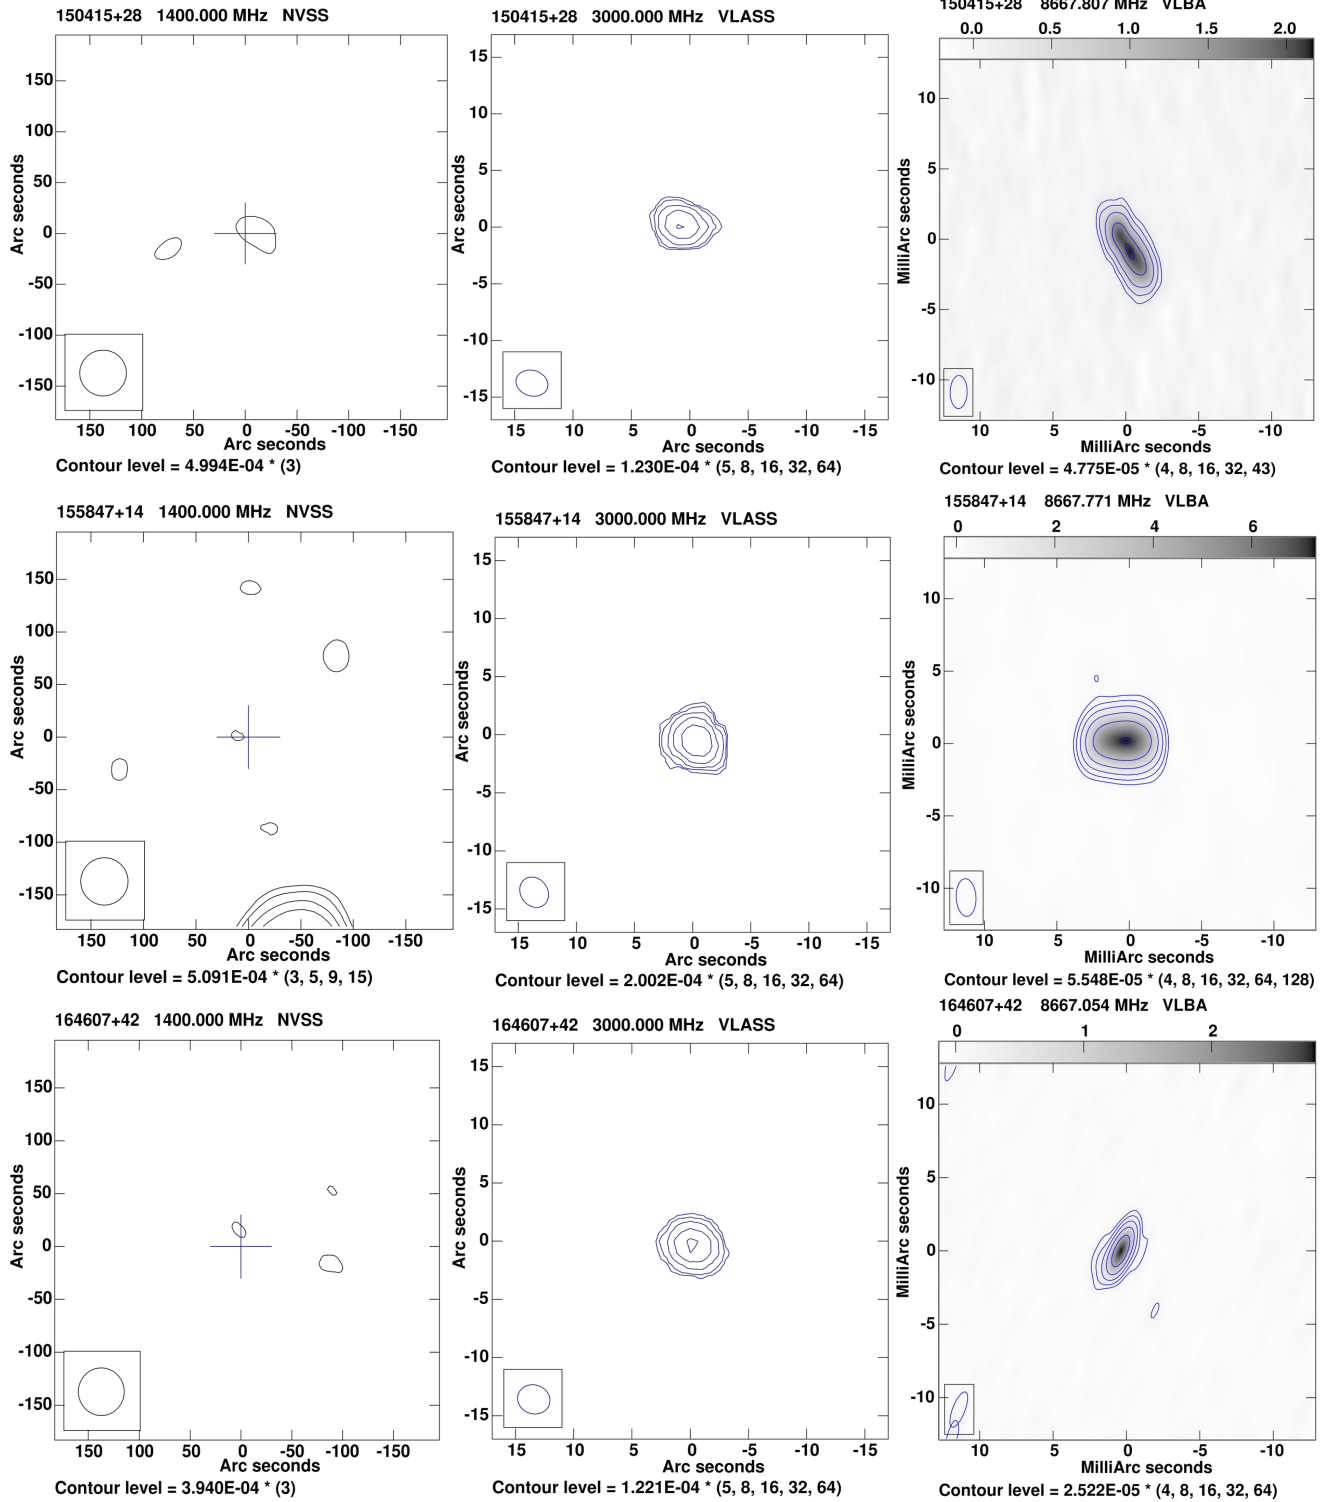 150415+28 1400.000 MHz NVSS
150
100
50
0
-50
-100
-150
Arc seconds
150 100 50 0 -50 -100 -150
Arc seconds
Contour level = 4.994E-04 * (3)
150415+28 3000.000 MHz VLASS
15
10
5
0
-5
-10
-15
Arc seconds
15 10 5 0 -5 -10 -15
Arc seconds
Contour level = 1.230E-04 * (5, 8, 16, 32, 64)
150415+28 8667.807 MHz VLBA
0.0 0.5 1.0 1.5 2.0
10
5
0
-5
-10
MilliArc seconds
10 5 0 -5 -10
MilliArc seconds
Contour level = 4.775E-05 * (4, 8, 16, 32, 43)
155847+14 1400.000 MHz NVSS
150
100
50
0
-50
-100
-150
Arc seconds
150 100 50 0 -50 -100 -150
Arc seconds
Contour level = 5.091E-04 * (3, 5, 9, 15)
155847+14 3000.000 MHz VLASS
15
10
5
0
-5
-10
-15
Arc seconds
15 10 5 0 -5 -10 -15
Arc seconds
Contour level = 2.002E-04 * (5, 8, 16, 32, 64)
155847+14 8667.771 MHz VLBA
0 2 4 6
10
5
0
-5
-10
MilliArc seconds
10 5 0 -5 -10
MilliArc seconds
Contour level = 5.548E-05 * (4, 8, 16, 32, 64, 128)
164607+42 1400.000 MHz NVSS
150
100
50
0
-50
-100
-150
Arc seconds
150 100 50 0 -50 -100 -150
Arc seconds
Contour level = 3.940E-04 * (3)
164607+42 3000.000 MHz VLASS
15
10
5
0
-5
-10
-15
Arc seconds
15 10 5 0 -5 -10 -15
Arc seconds
Contour level = 1.221E-04 * (5, 8, 16, 32, 64)
164607+42 8667.054 MHz VLBA
0 1 2
10
5
0
-5
-10
MilliArc seconds
10 5 0 -5 -10
MilliArc seconds
Contour level = 2.522E-05 * (4, 8, 16, 32, 64)